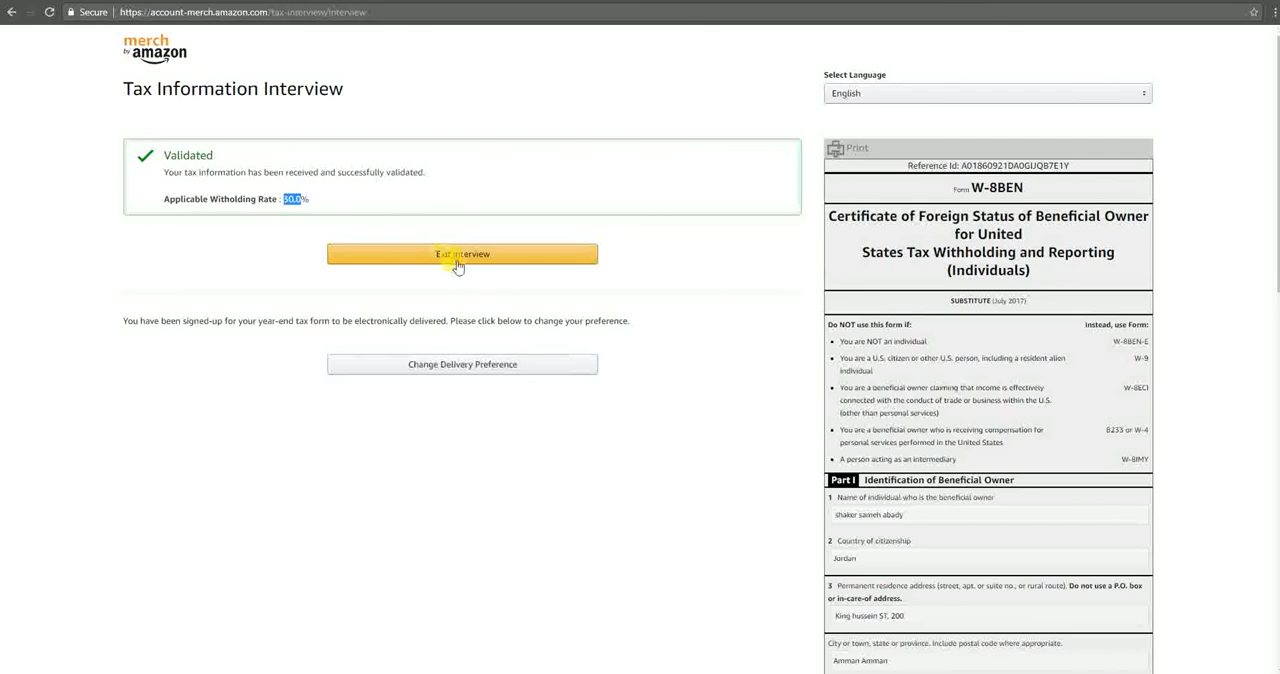 Secure | https://account-merch.amazon.com/tax-interview/interview
merch
by amazon
Tax Information Interview
Select Language
English
Validated
Your tax information has been received and successfully validated.
Applicable Witholding Rate : 30.0%
Exit Interview
You have been signed-up for your year-end tax form to be electronically delivered. Please click below to change your preference.
Change Delivery Preference
Print
Reference Id: A01860921DA0GIJQB7E1Y
Form W-8BEN
Certificate of Foreign Status of Beneficial Owner
for United
States Tax Withholding and Reporting
(Individuals)
SUBSTITUTE (July 2017)
Do NOT use this form if: Instead, use Form:
• You are NOT an individual W-8BEN-E
• You are a U.S. citizen or other U.S. person, including a resident alien W-9
individual
• You are a beneficial owner claiming that income is effectively W-8ECI
connected with the conduct of trade or business within the U.S.
(other than personal services)
• You are a beneficial owner who is receiving compensation for 8233 or W-4
personal services performed in the United States
• A person acting as an intermediary W-8IMY
Part I Identification of Beneficial Owner
1 Name of individual who is the beneficial owner
shaker sameh abady
2 Country of citizenship
Jordan
3 Permanent residence address (street, apt. or suite no., or rural route). Do not use a P.O. box
or in-care-of address.
King hussein ST, 200
City or town, state or province. Include postal code where appropriate.
Amman Amman